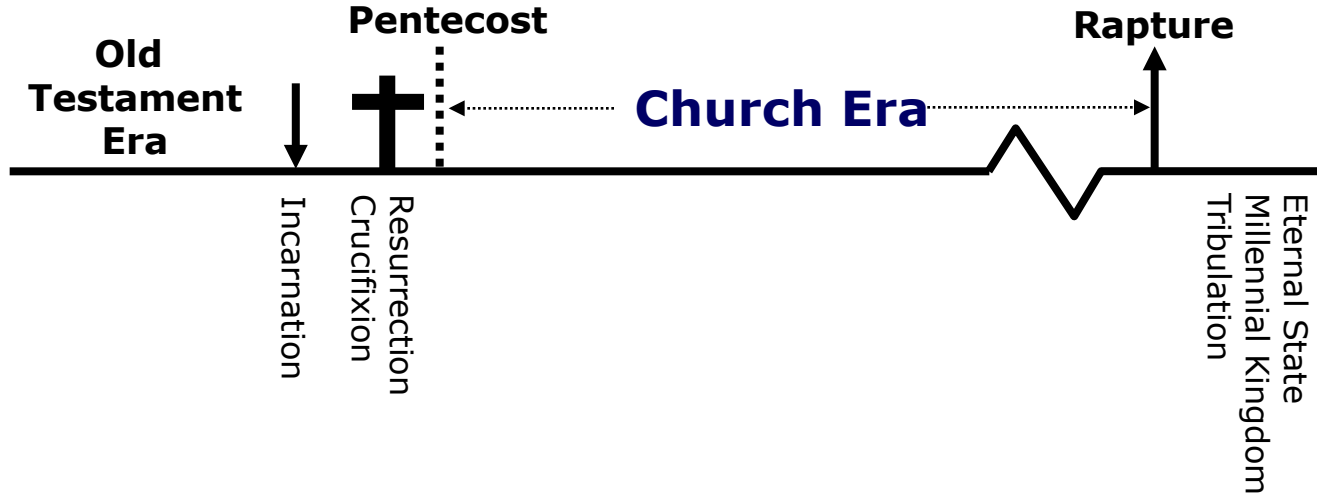 Old
Testament
Era
Pentecost
Church Era
Rapture
Incarnation
Resurrection
Crucifixion
Eternal State
Millennial Kingdom
Tribulation